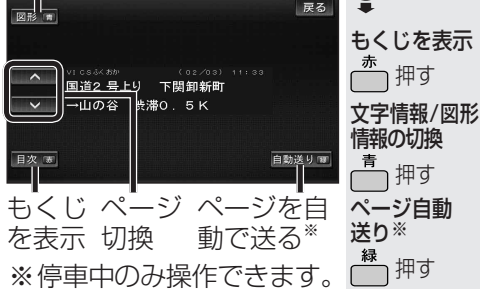 戻る
図形 青
VICSふくおか (02/03) 11:33
国道2号上り 下関卸新町
→山の谷 渋滞0.5K
目次 赤
自動送り 緑
もくじを表示
ページ切換
ページを自動で送る※
※停車中のみ操作できます。
もくじを表示
赤
押す
文字情報/図形
情報の切換
青
押す
ページ自動
送り※
緑
押す